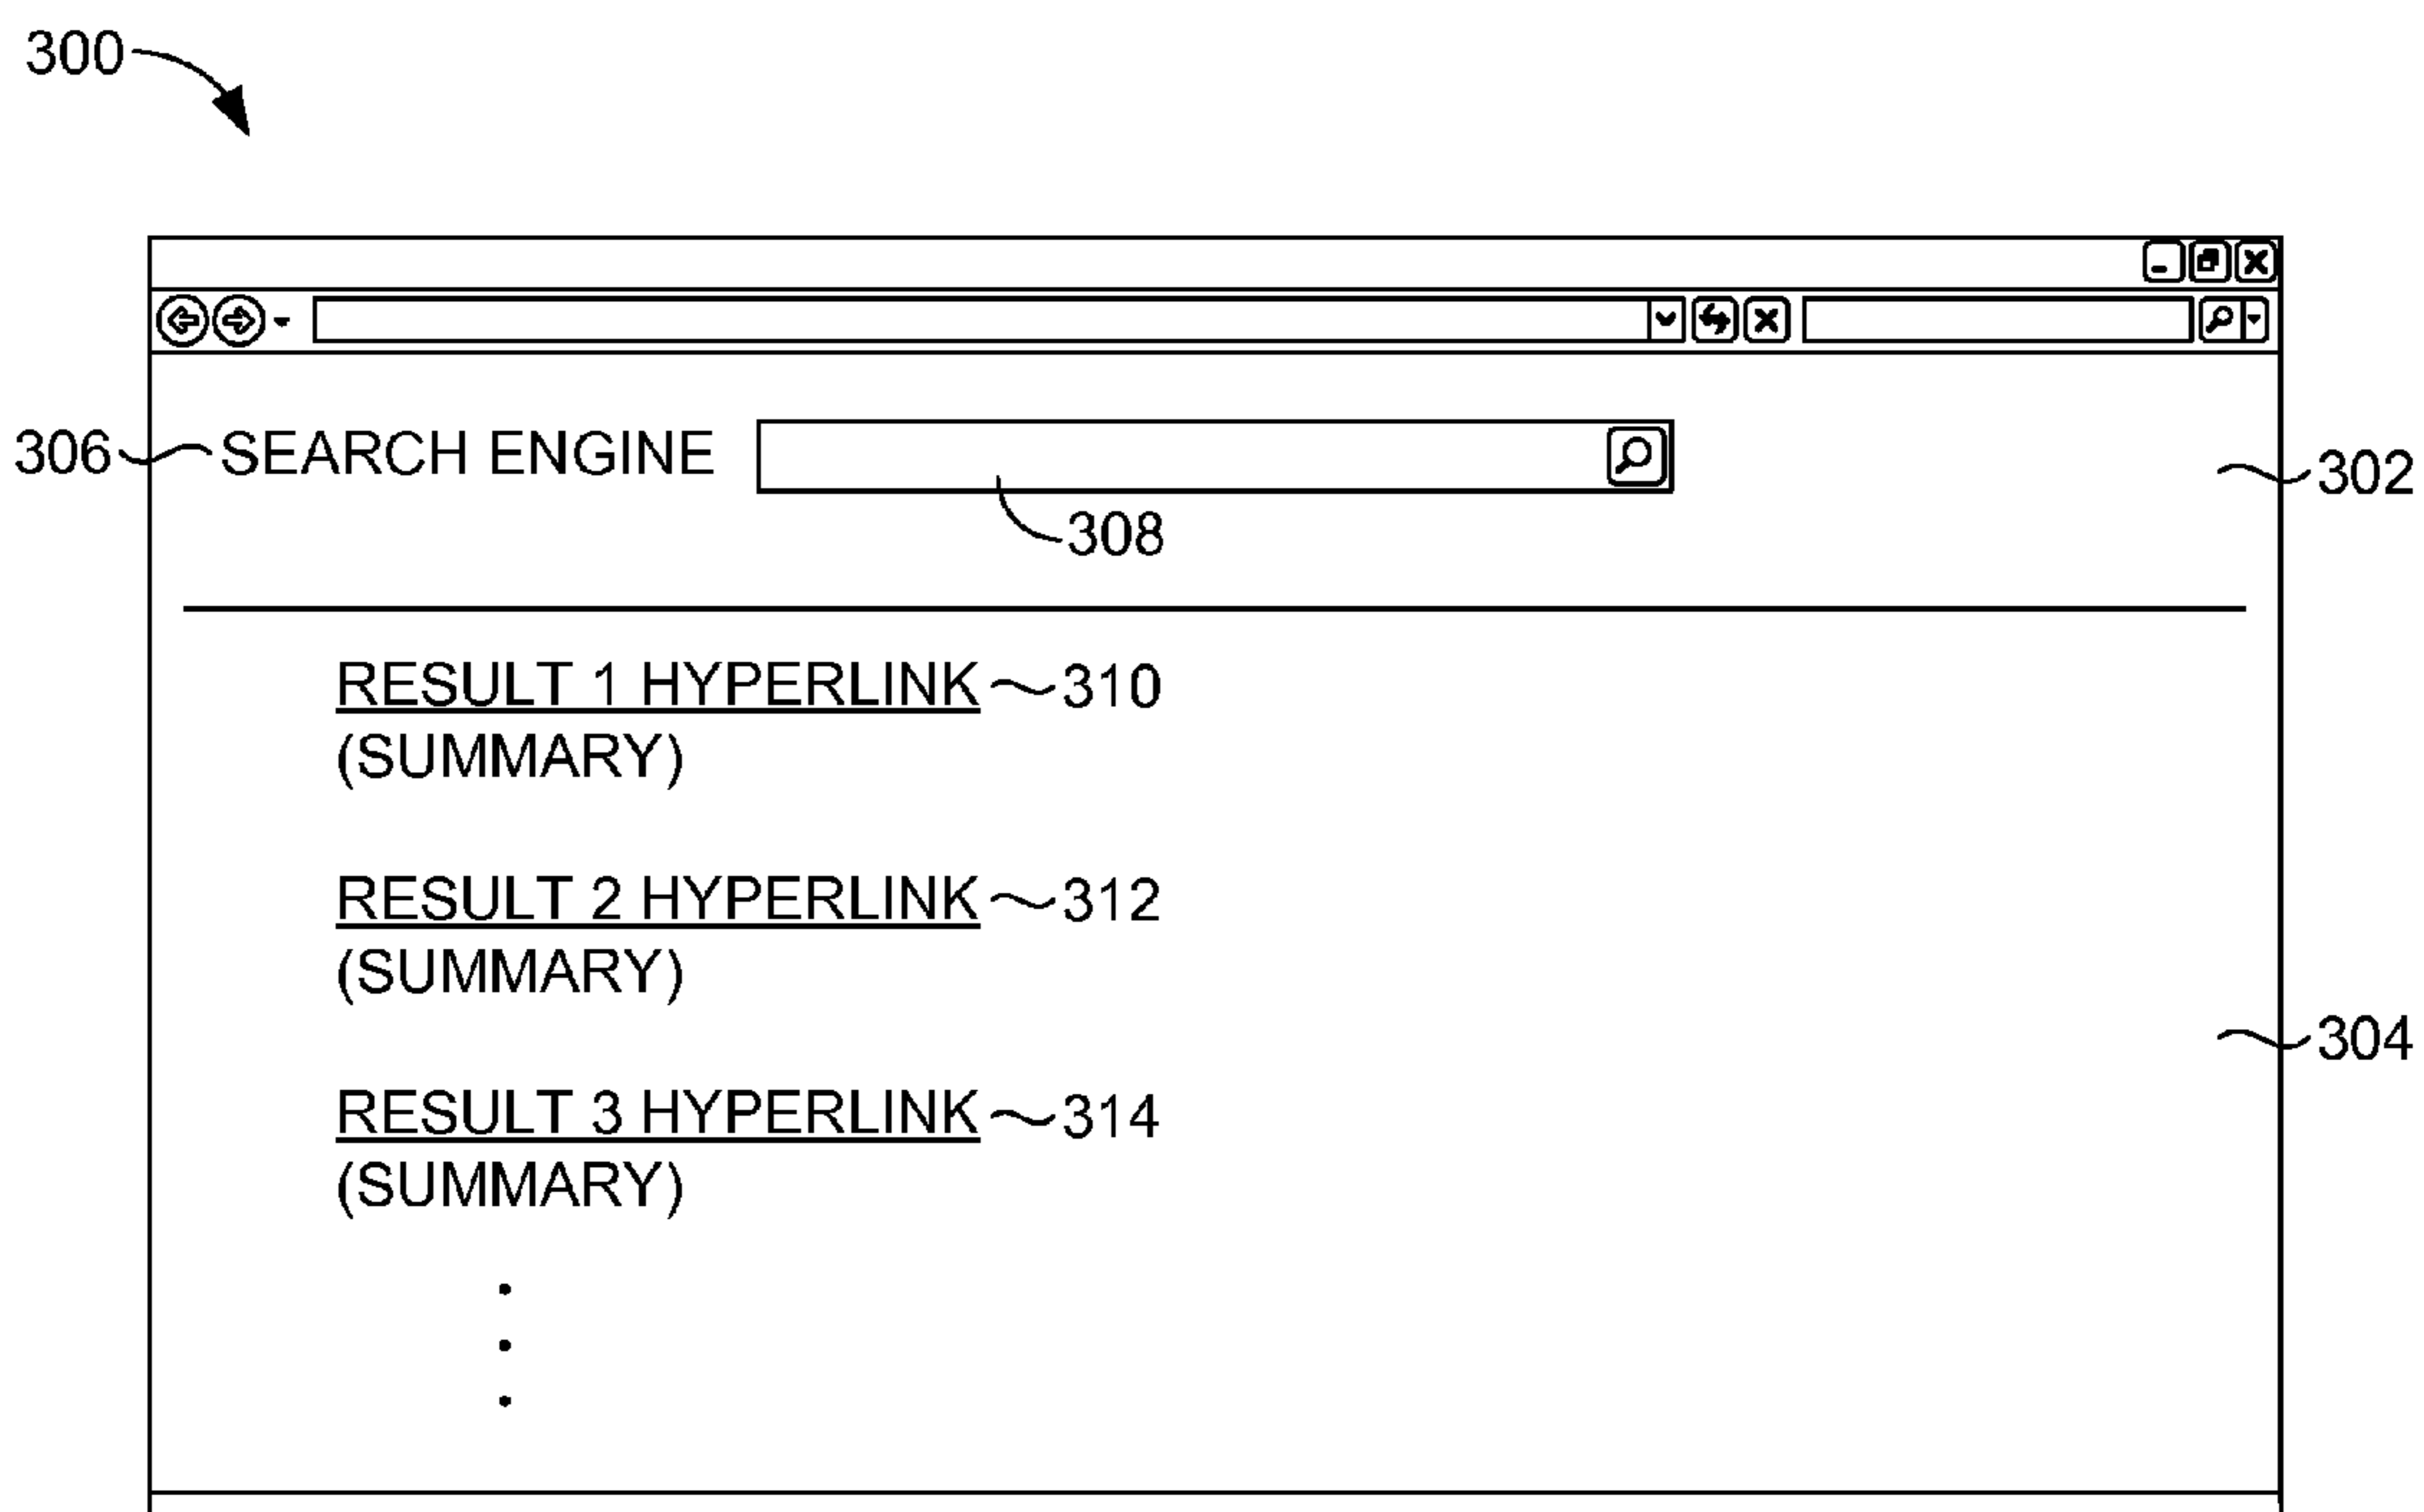 300
306 SEARCH ENGINE 302
308
RESULT 1 HYPERLINK 310
(SUMMARY)
RESULT 2 HYPERLINK 312
(SUMMARY)
304
RESULT 3 HYPERLINK 314
(SUMMARY)